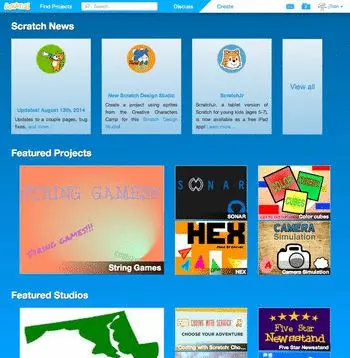 SCRATCH
Find Projects
Search
Discuss
Create
Scratch News
Updates! August 13th, 2014
Updates to a couple pages, bug
fixes, and more
New Scratch Design Studio!
Create a project using sprites
from the Creative Characters
Camp for this Scratch Design
Studio!
ScratchJr
ScratchJr, a tablet version of
Scratch for young kids (ages 5-7),
is now available as a free iPad
app! Learn more...
View all
Featured Projects
STRING GAMES
STRING GAMES!!!
String Games
SONAR
SONAR
COLOR
CUBES
Color cubes
HEX
HEX
CAMERA
Simulation
Camera Simulation
Featured Studios
CODING WITH SCRATCH
CHOOSE YOUR ADVENTURE
Coding with Scratch: Cho...
Five Star
Newsstand
Five Star Newsstand